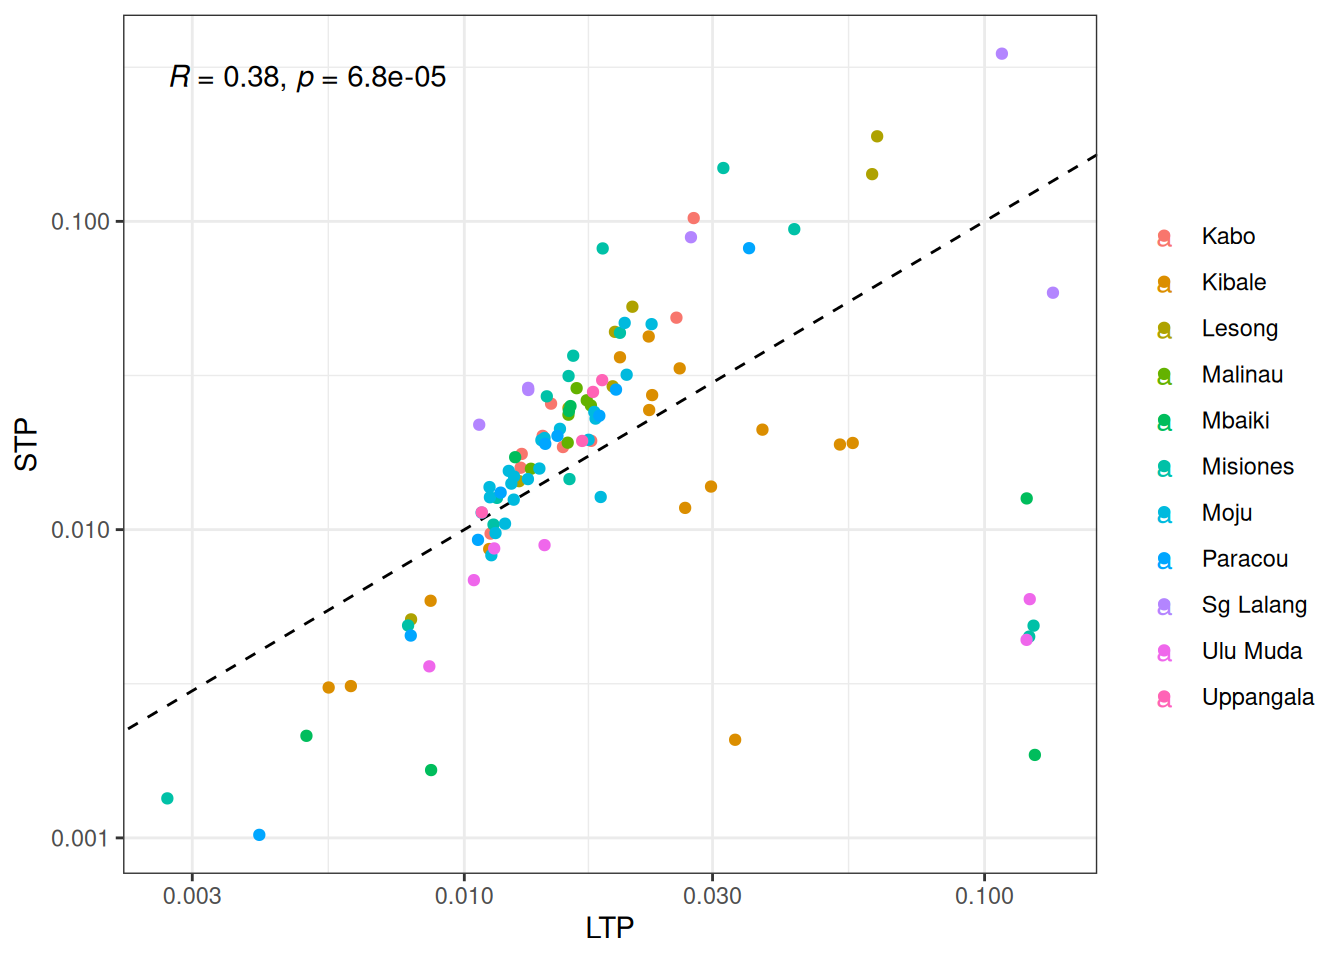 R = 0.38, p = 6.8e-05
STP
0.100
0.010
0.001
0.003
0.010
0.030
0.100
LTP
a Kabo
a Kibale
a Lesong
a Malinau
a Mbaiki
a Misiones
a Moju
a Paracou
a Sg Lalang
a Ulu Muda
a Uppangala